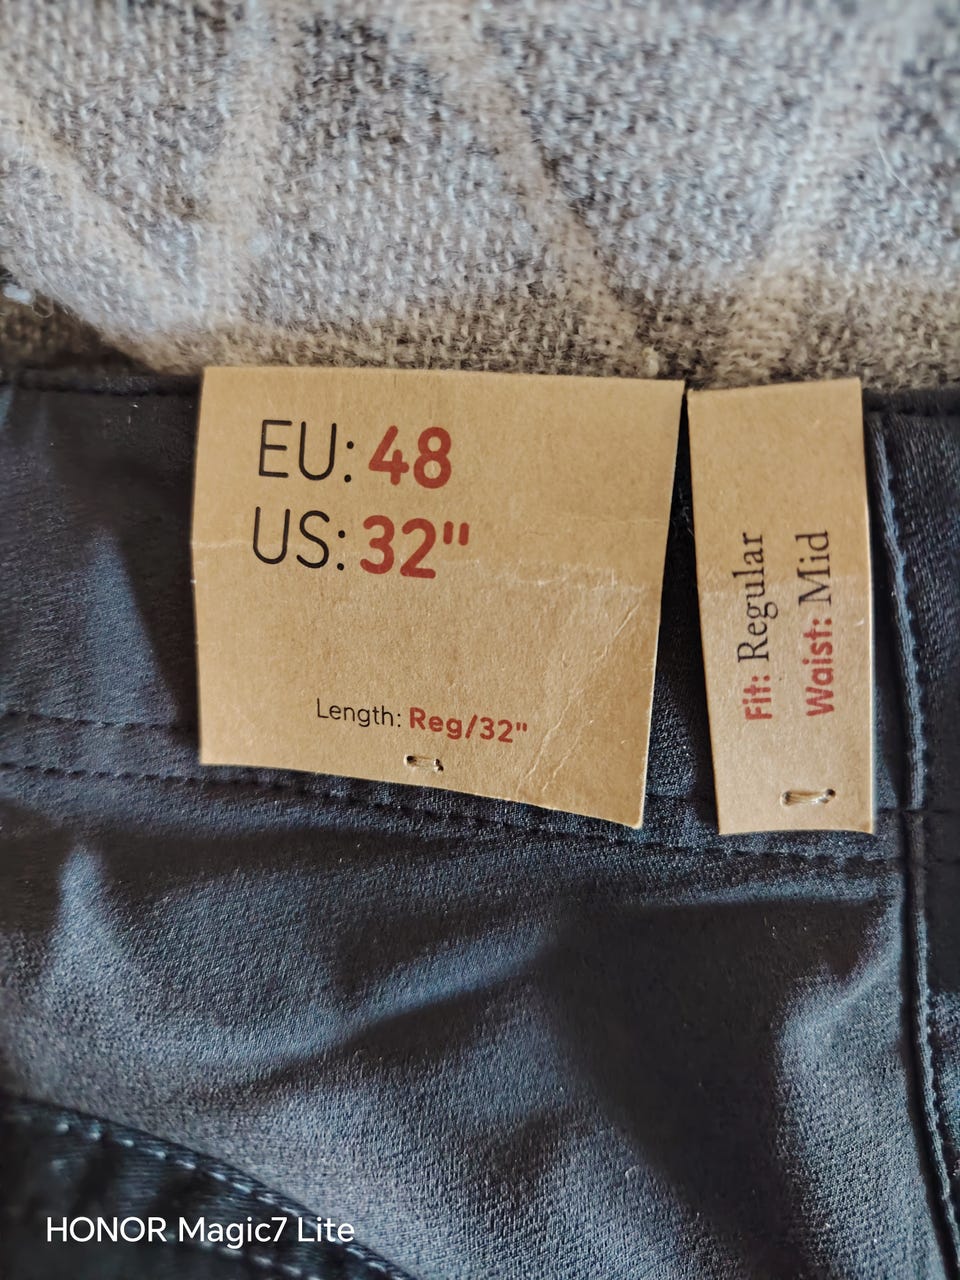 EU: 48
US: 32"
Length: Reg/32"
Fit: Regular
Waist: Mid
HONOR Magic7 Lite